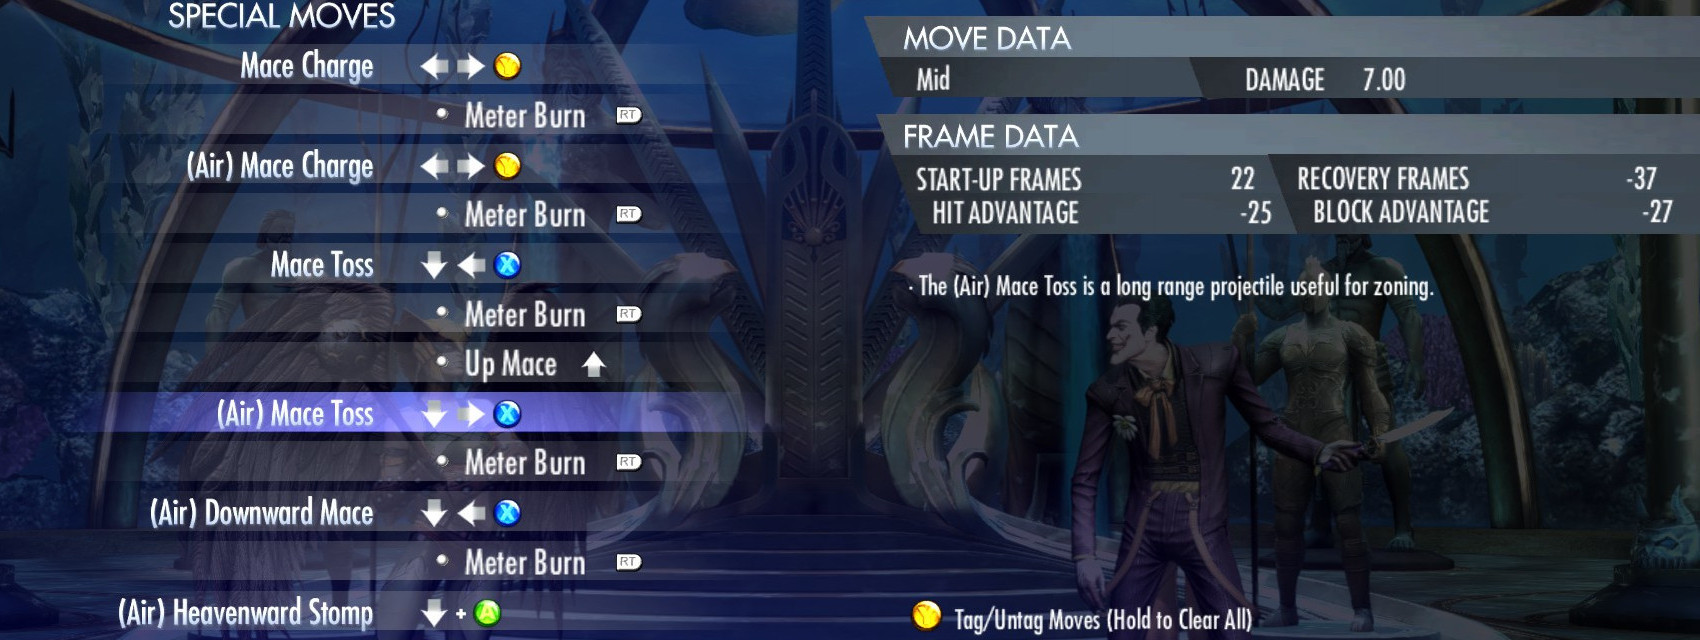 SPECIAL MOVES
Mace Charge Y
Meter Burn RT
(Air) Mace Charge Y
Meter Burn RT
Mace Toss X
Meter Burn RT
Up Mace
(Air) Mace Toss X
Meter Burn RT
(Air) Downward Mace X
Meter Burn RT
(Air) Heavenward Stomp + A
MOVE DATA
Mid DAMAGE 7.00
FRAME DATA
START-UP FRAMES 22 RECOVERY FRAMES -37
HIT ADVANTAGE -25 BLOCK ADVANTAGE -27
· The (Air) Mace Toss is a long range projectile useful for zoning.
Y Tag/Untag Moves (Hold to Clear All)